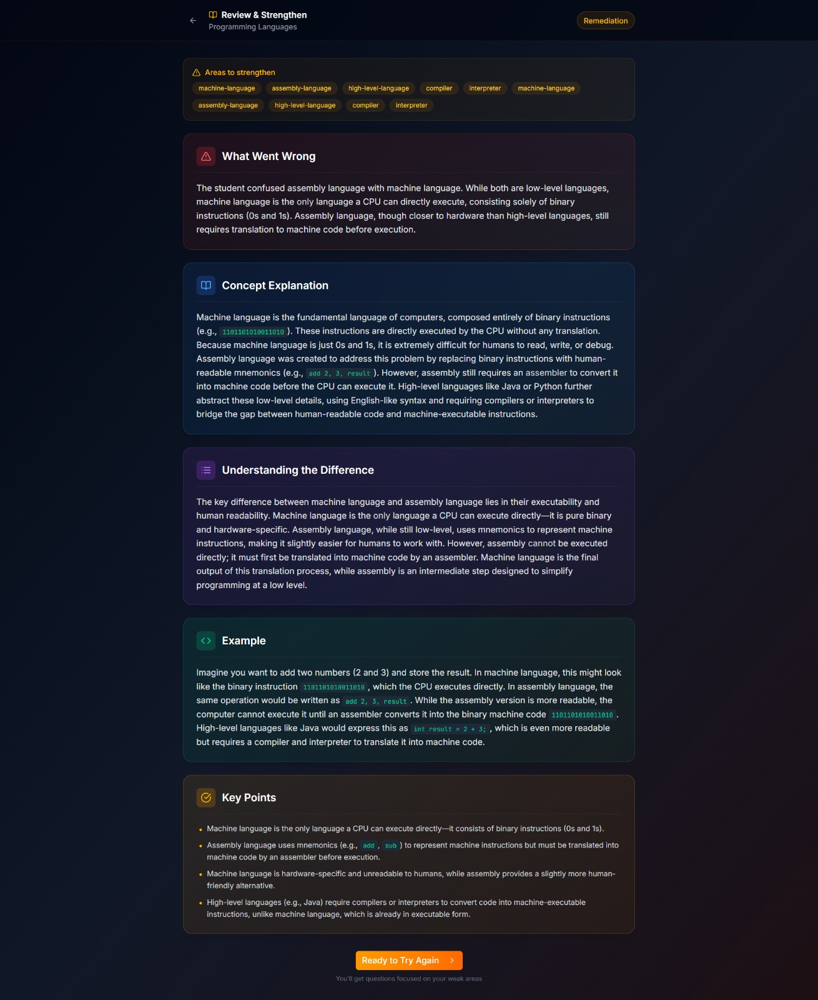 Review & Strengthen
Programming Languages
Remediation
Areas to strengthen
machine-language assembly-language high-level-language compiler interpreter machine-language
assembly-language high-level-language compiler interpreter
What Went Wrong
The student confused assembly language with machine language. While both are low-level languages,
machine language is the only language a CPU can directly execute, consisting solely of binary
instructions (0s and 1s). Assembly language, though closer to hardware than high-level languages, still
requires translation to machine code before execution.
Concept Explanation
Machine language is the fundamental language of computers, composed entirely of binary instructions
(e.g., 1101101010011010 ). These instructions are directly executed by the CPU without any translation.
Because machine language is just 0s and 1s, it is extremely difficult for humans to read, write, or debug.
Assembly language was created to address this problem by replacing binary instructions with human-
readable mnemonics (e.g., add 2, 3, result ). However, assembly still requires an assembler to convert it
into machine code before the CPU can execute it. High-level languages like Java or Python further
abstract these low-level details, using English-like syntax and requiring compilers or interpreters to
bridge the gap between human-readable code and machine-executable instructions.
Understanding the Difference
The key difference between machine language and assembly language lies in their executability and
human readability. Machine language is the only language a CPU can execute directly—it is pure binary
and hardware-specific. Assembly language, while still low-level, uses mnemonics to represent machine
instructions, making it slightly easier for humans to work with. However, assembly cannot be executed
directly; it must first be translated into machine code by an assembler. Machine language is the final
output of this translation process, while assembly is an intermediate step designed to simplify
programming at a low level.
Example
Imagine you want to add two numbers (2 and 3) and store the result. In machine language, this might look
like the binary instruction 1101101010011010 , which the CPU executes directly. In assembly language, the
same operation would be written as add 2, 3, result . While the assembly version is more readable, the
computer cannot execute it until an assembler converts it into the binary machine code 1101101010011010 .
High-level languages like Java would express this as int result = 2 + 3; , which is even more readable
but requires a compiler and interpreter to translate it into machine code.
Key Points
• Machine language is the only language a CPU can execute directly—it consists of binary instructions (0s and 1s).
• Assembly language uses mnemonics (e.g., add , sub ) to represent machine instructions but must be translated into
machine code by an assembler before execution.
• Machine language is hardware-specific and unreadable to humans, while assembly provides a slightly more human-
friendly alternative.
• High-level languages (e.g., Java) require compilers or interpreters to convert code into machine-executable
instructions, unlike machine language, which is already in executable form.
Ready to Try Again
You'll get questions focused on your weak areas